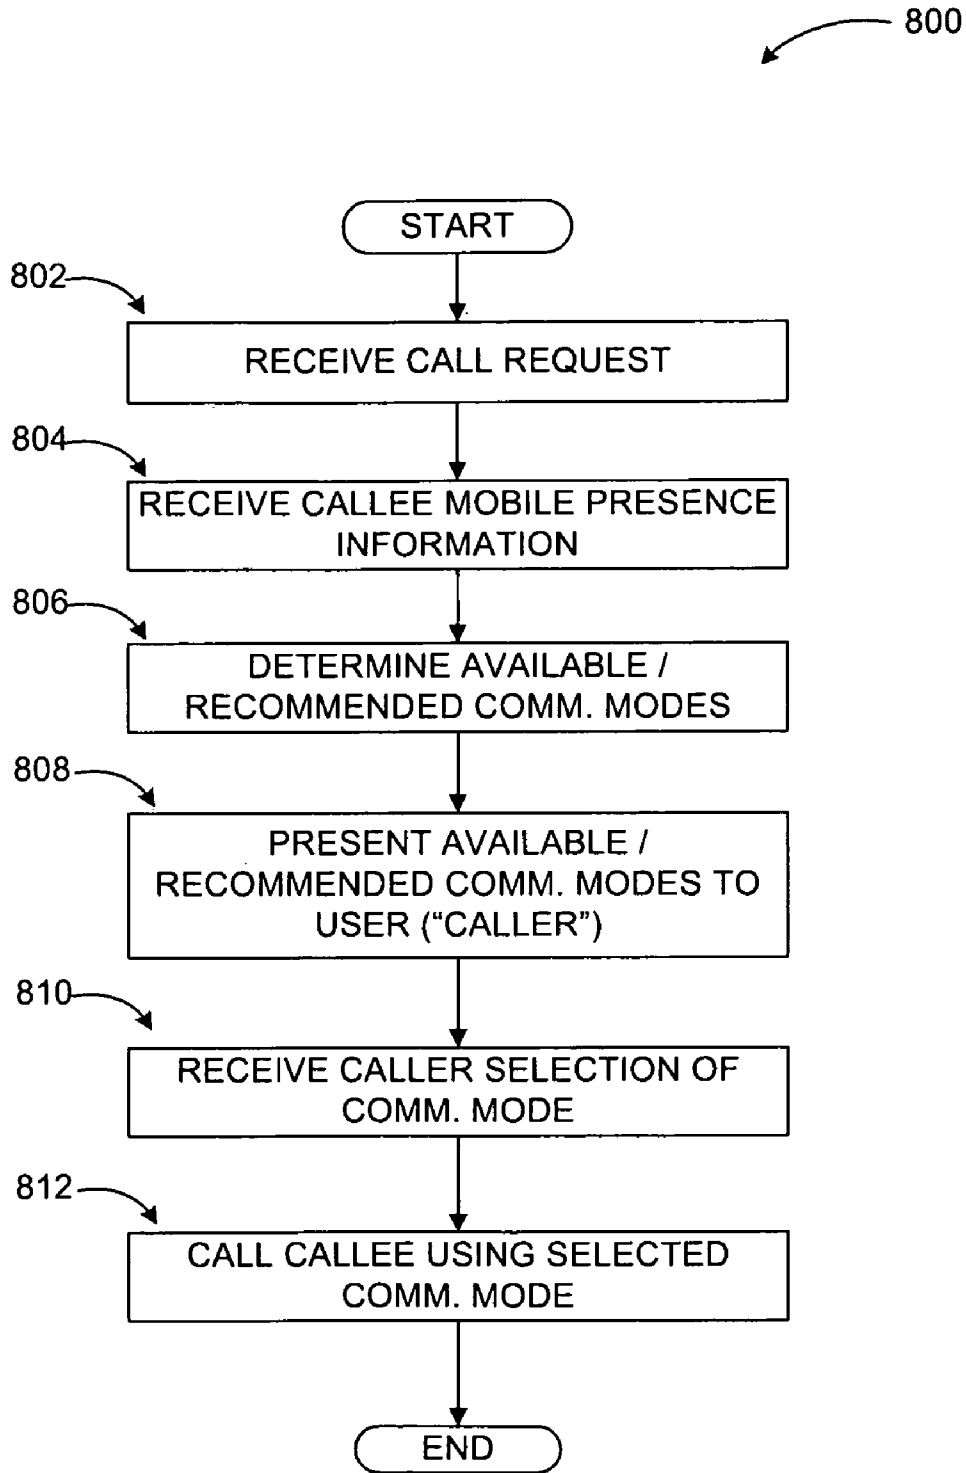 800
START
802
RECEIVE CALL REQUEST
804
RECEIVE CALLEE MOBILE PRESENCE
INFORMATION
806
DETERMINE AVAILABLE /
RECOMMENDED COMM. MODES
808
PRESENT AVAILABLE /
RECOMMENDED COMM. MODES TO
USER (“CALLER”)
810
RECEIVE CALLER SELECTION OF
COMM. MODE
812
CALL CALLEE USING SELECTED
COMM. MODE
END